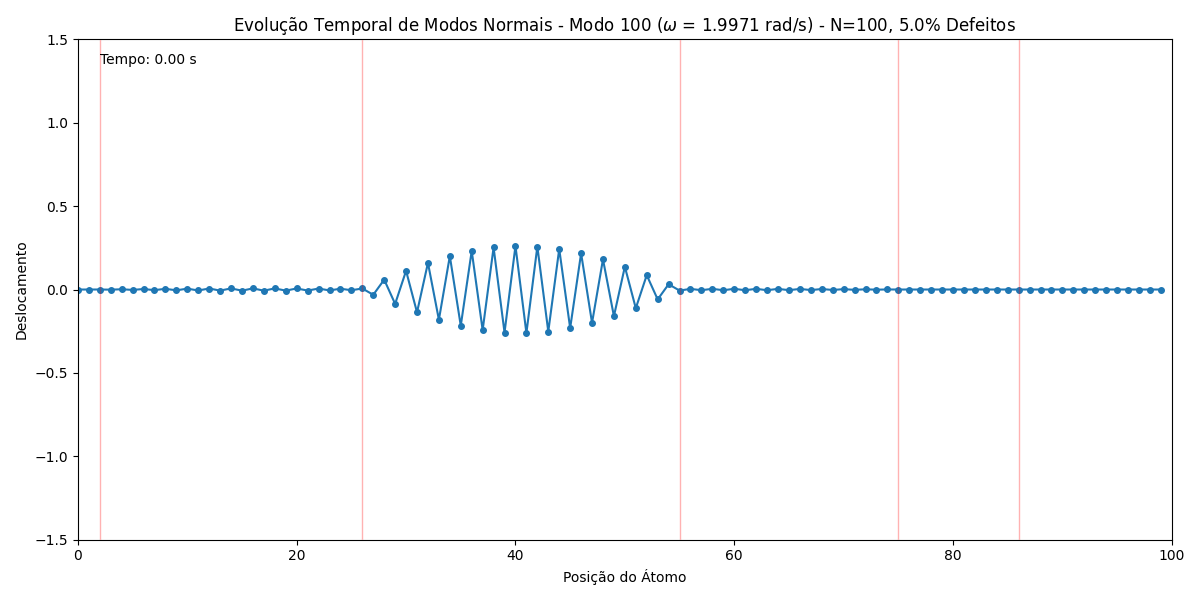 Evolução Temporal de Modos Normais - Modo 100 (ω = 1.9971 rad/s) - N=100, 5.0% Defeitos
Tempo: 0.00 s
1.5
1.0
0.5
0.0
−0.5
−1.0
−1.5
Deslocamento
0 20 40 60 80 100
Posição do Átomo